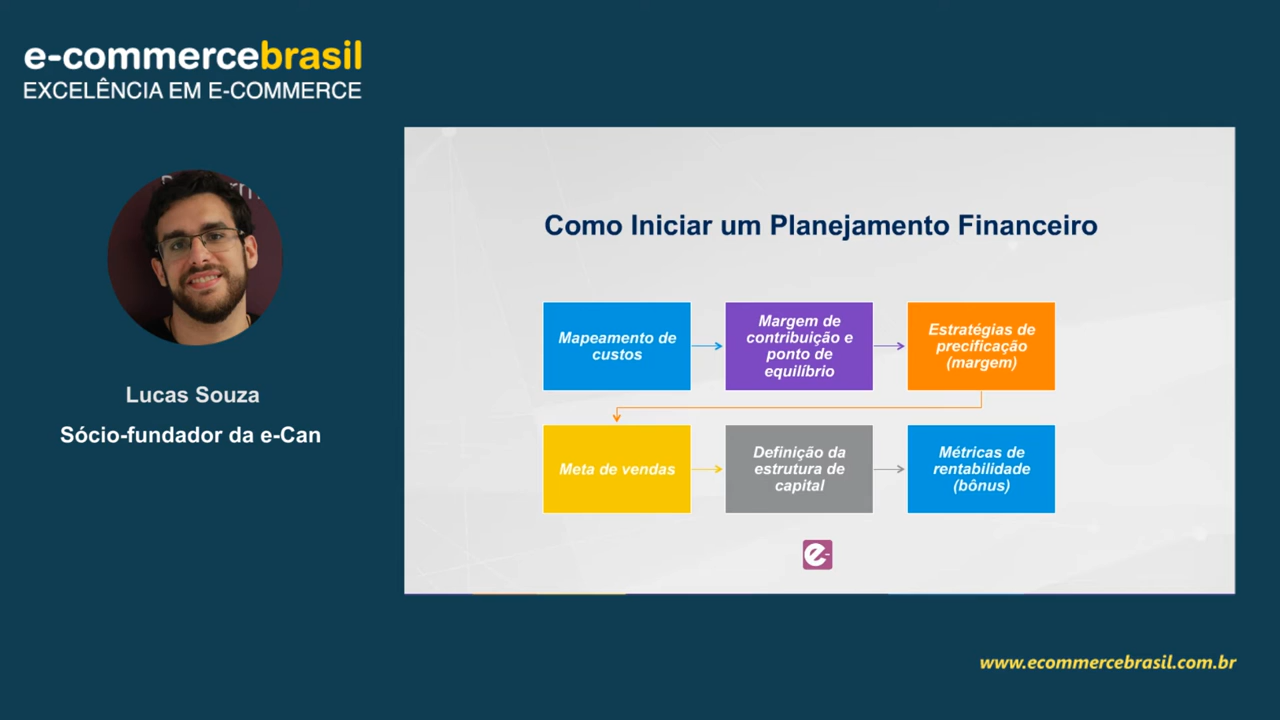 e-commercebrasil
EXCELÊNCIA EM E-COMMERCE
Lucas Souza
Sócio-fundador da e-Can
Como Iniciar um Planejamento Financeiro
Mapeamento de
custos
Margem de
contribuição e
ponto de
equilíbrio
Estratégias de
precificação
(margem)
Meta de vendas
Definição da
estrutura de
capital
Métricas de
rentabilidade
(bônus)
e-
www.ecommercebrasil.com.br